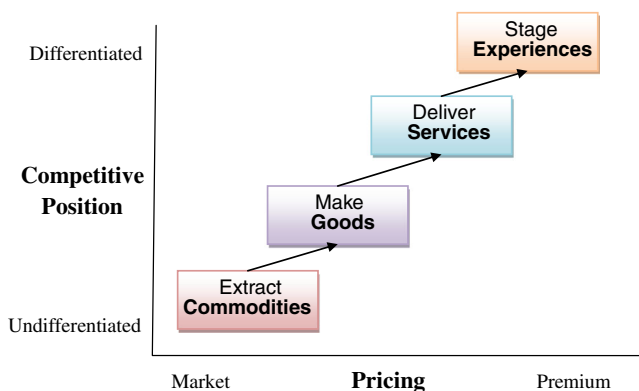 Stage
Experiences
Differentiated
Deliver
Services
Competitive
Position
Make
Goods
Extract
Commodities
Undifferentiated
Market
Pricing
Premium